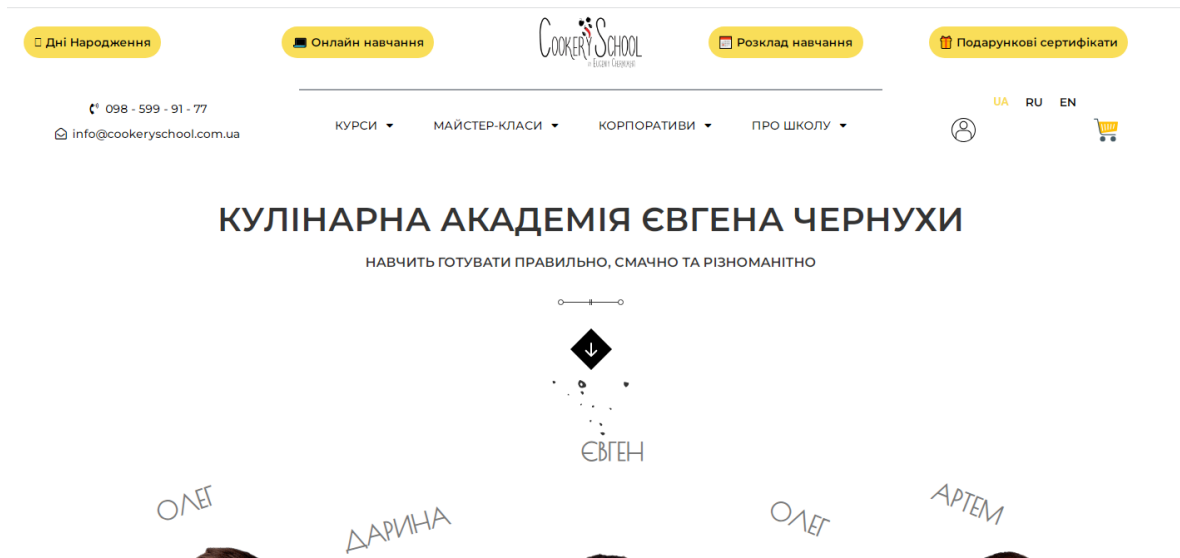 Дні Народження
Онлайн навчання
COOKERY SCHOOL
Розклад навчання
Подарункові сертифікати
098 - 599 - 91 - 77
info@cookeryschool.com.ua
UA RU EN
КУРСИ
МАЙСТЕР-КЛАСИ
КОРПОРАТИВИ
ПРО ШКОЛУ
КУЛІНАРНА АКАДЕМІЯ ЄВГЕНА ЧЕРНУХИ
НАВЧИТЬ ГОТУВАТИ ПРАВИЛЬНО, СМАЧНО ТА РІЗНОМАНІТНО
ЄВГЕН
ОЛЕГ
ДАРИНА
ОЛЕГ
АРТЕМ